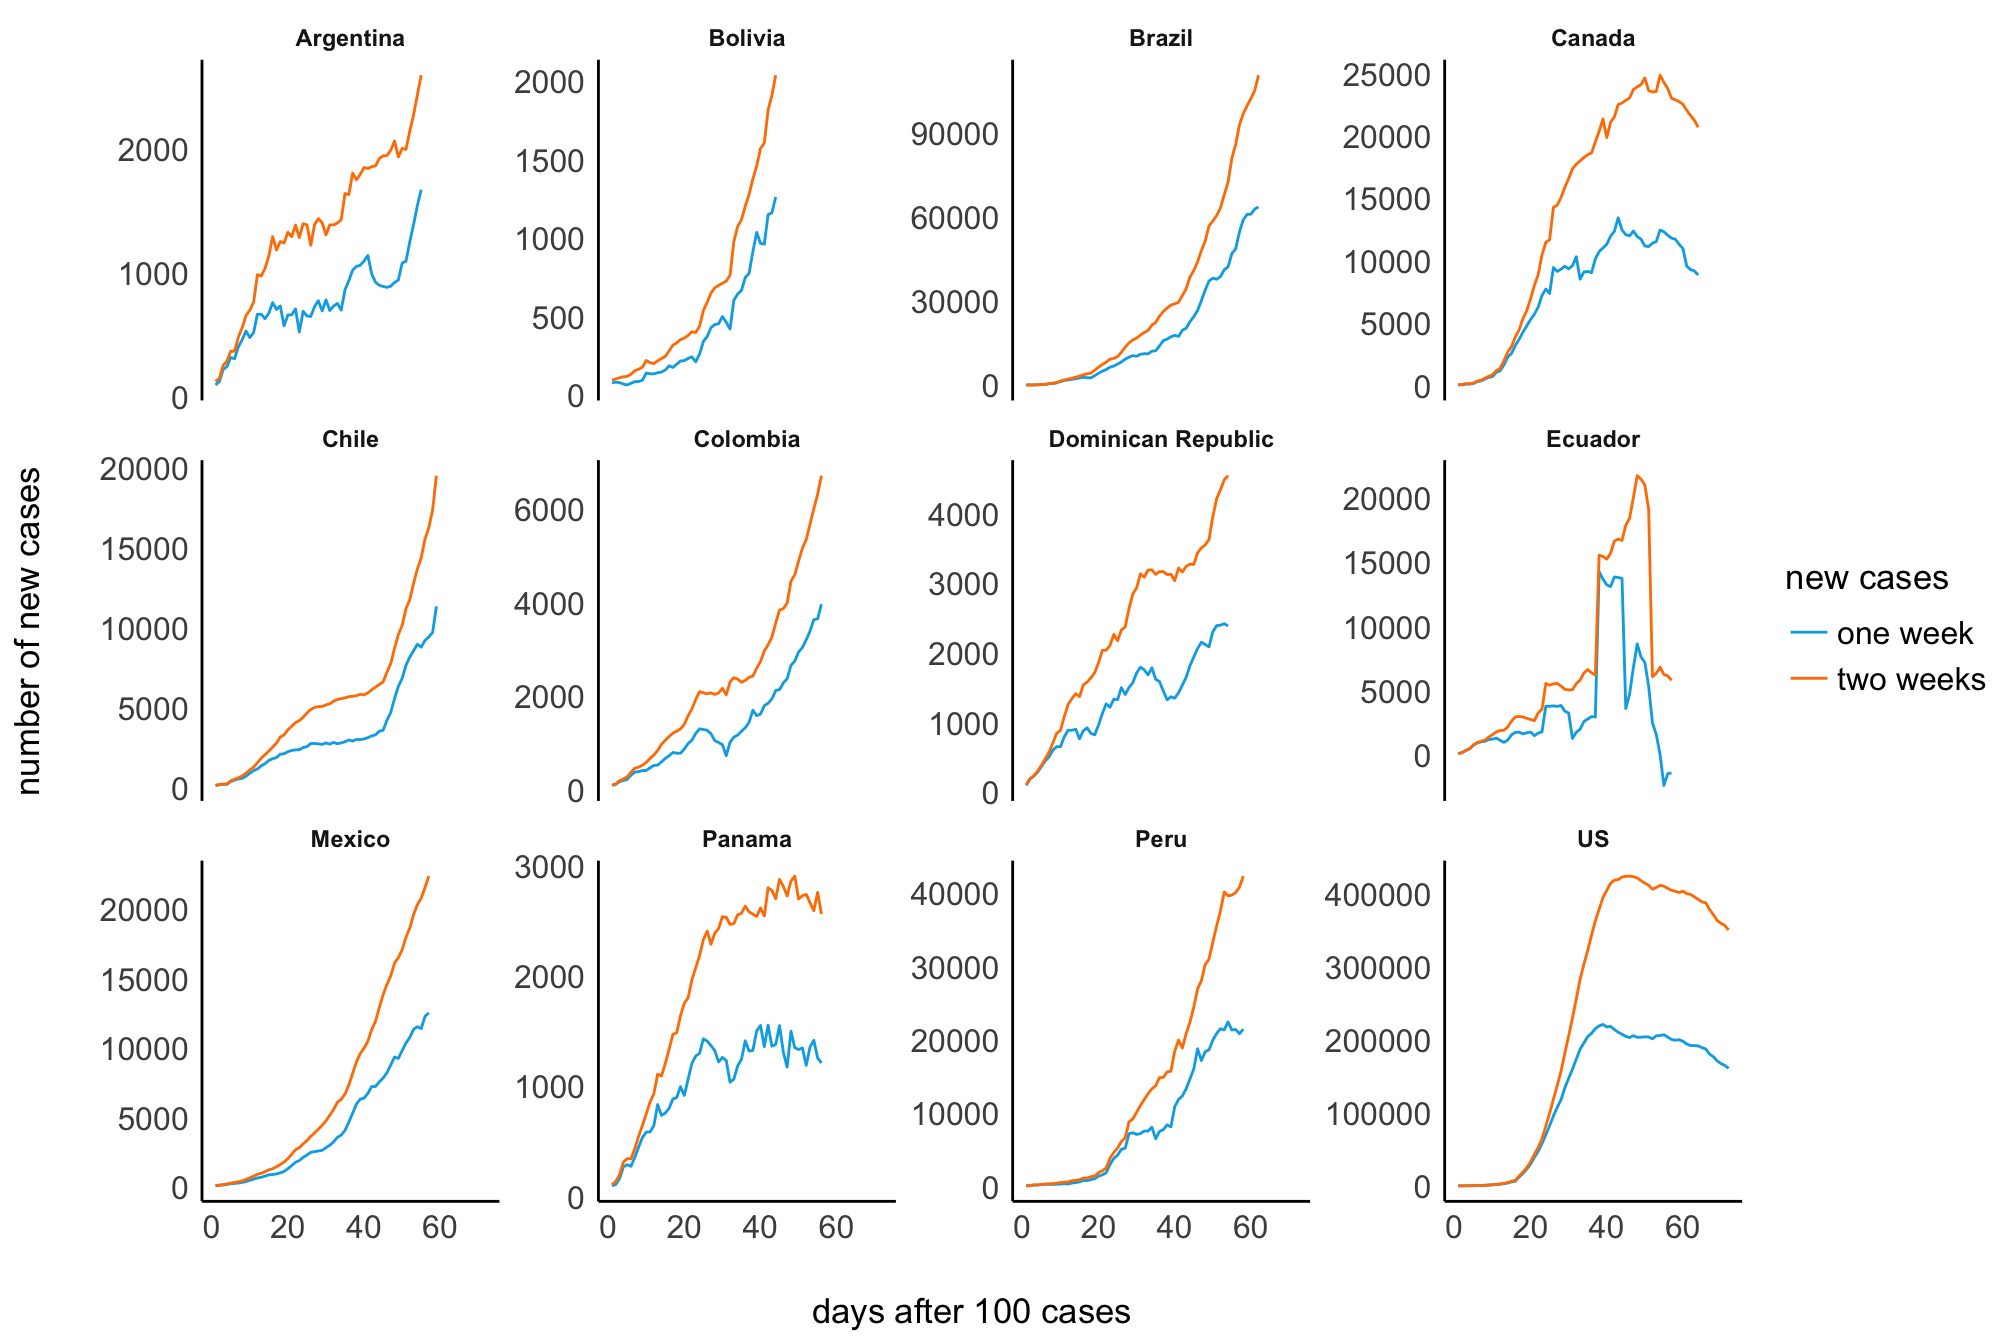 Argentina
Bolivia
Brazil
Canada
2000
1000
0
2000
1500
1000
500
0
90000
60000
30000
0
25000
20000
15000
10000
5000
0
Chile
Colombia
Dominican Republic
Ecuador
20000
15000
10000
5000
0
6000
4000
2000
0
4000
3000
2000
1000
0
20000
15000
10000
5000
0
Mexico
Panama
Peru
US
20000
15000
10000
5000
0
3000
2000
1000
0
40000
30000
20000
10000
0
400000
300000
200000
100000
0
0 20 40 60
0 20 40 60
0 20 40 60
0 20 40 60
days after 100 cases
number of new cases
new cases
one week
two weeks